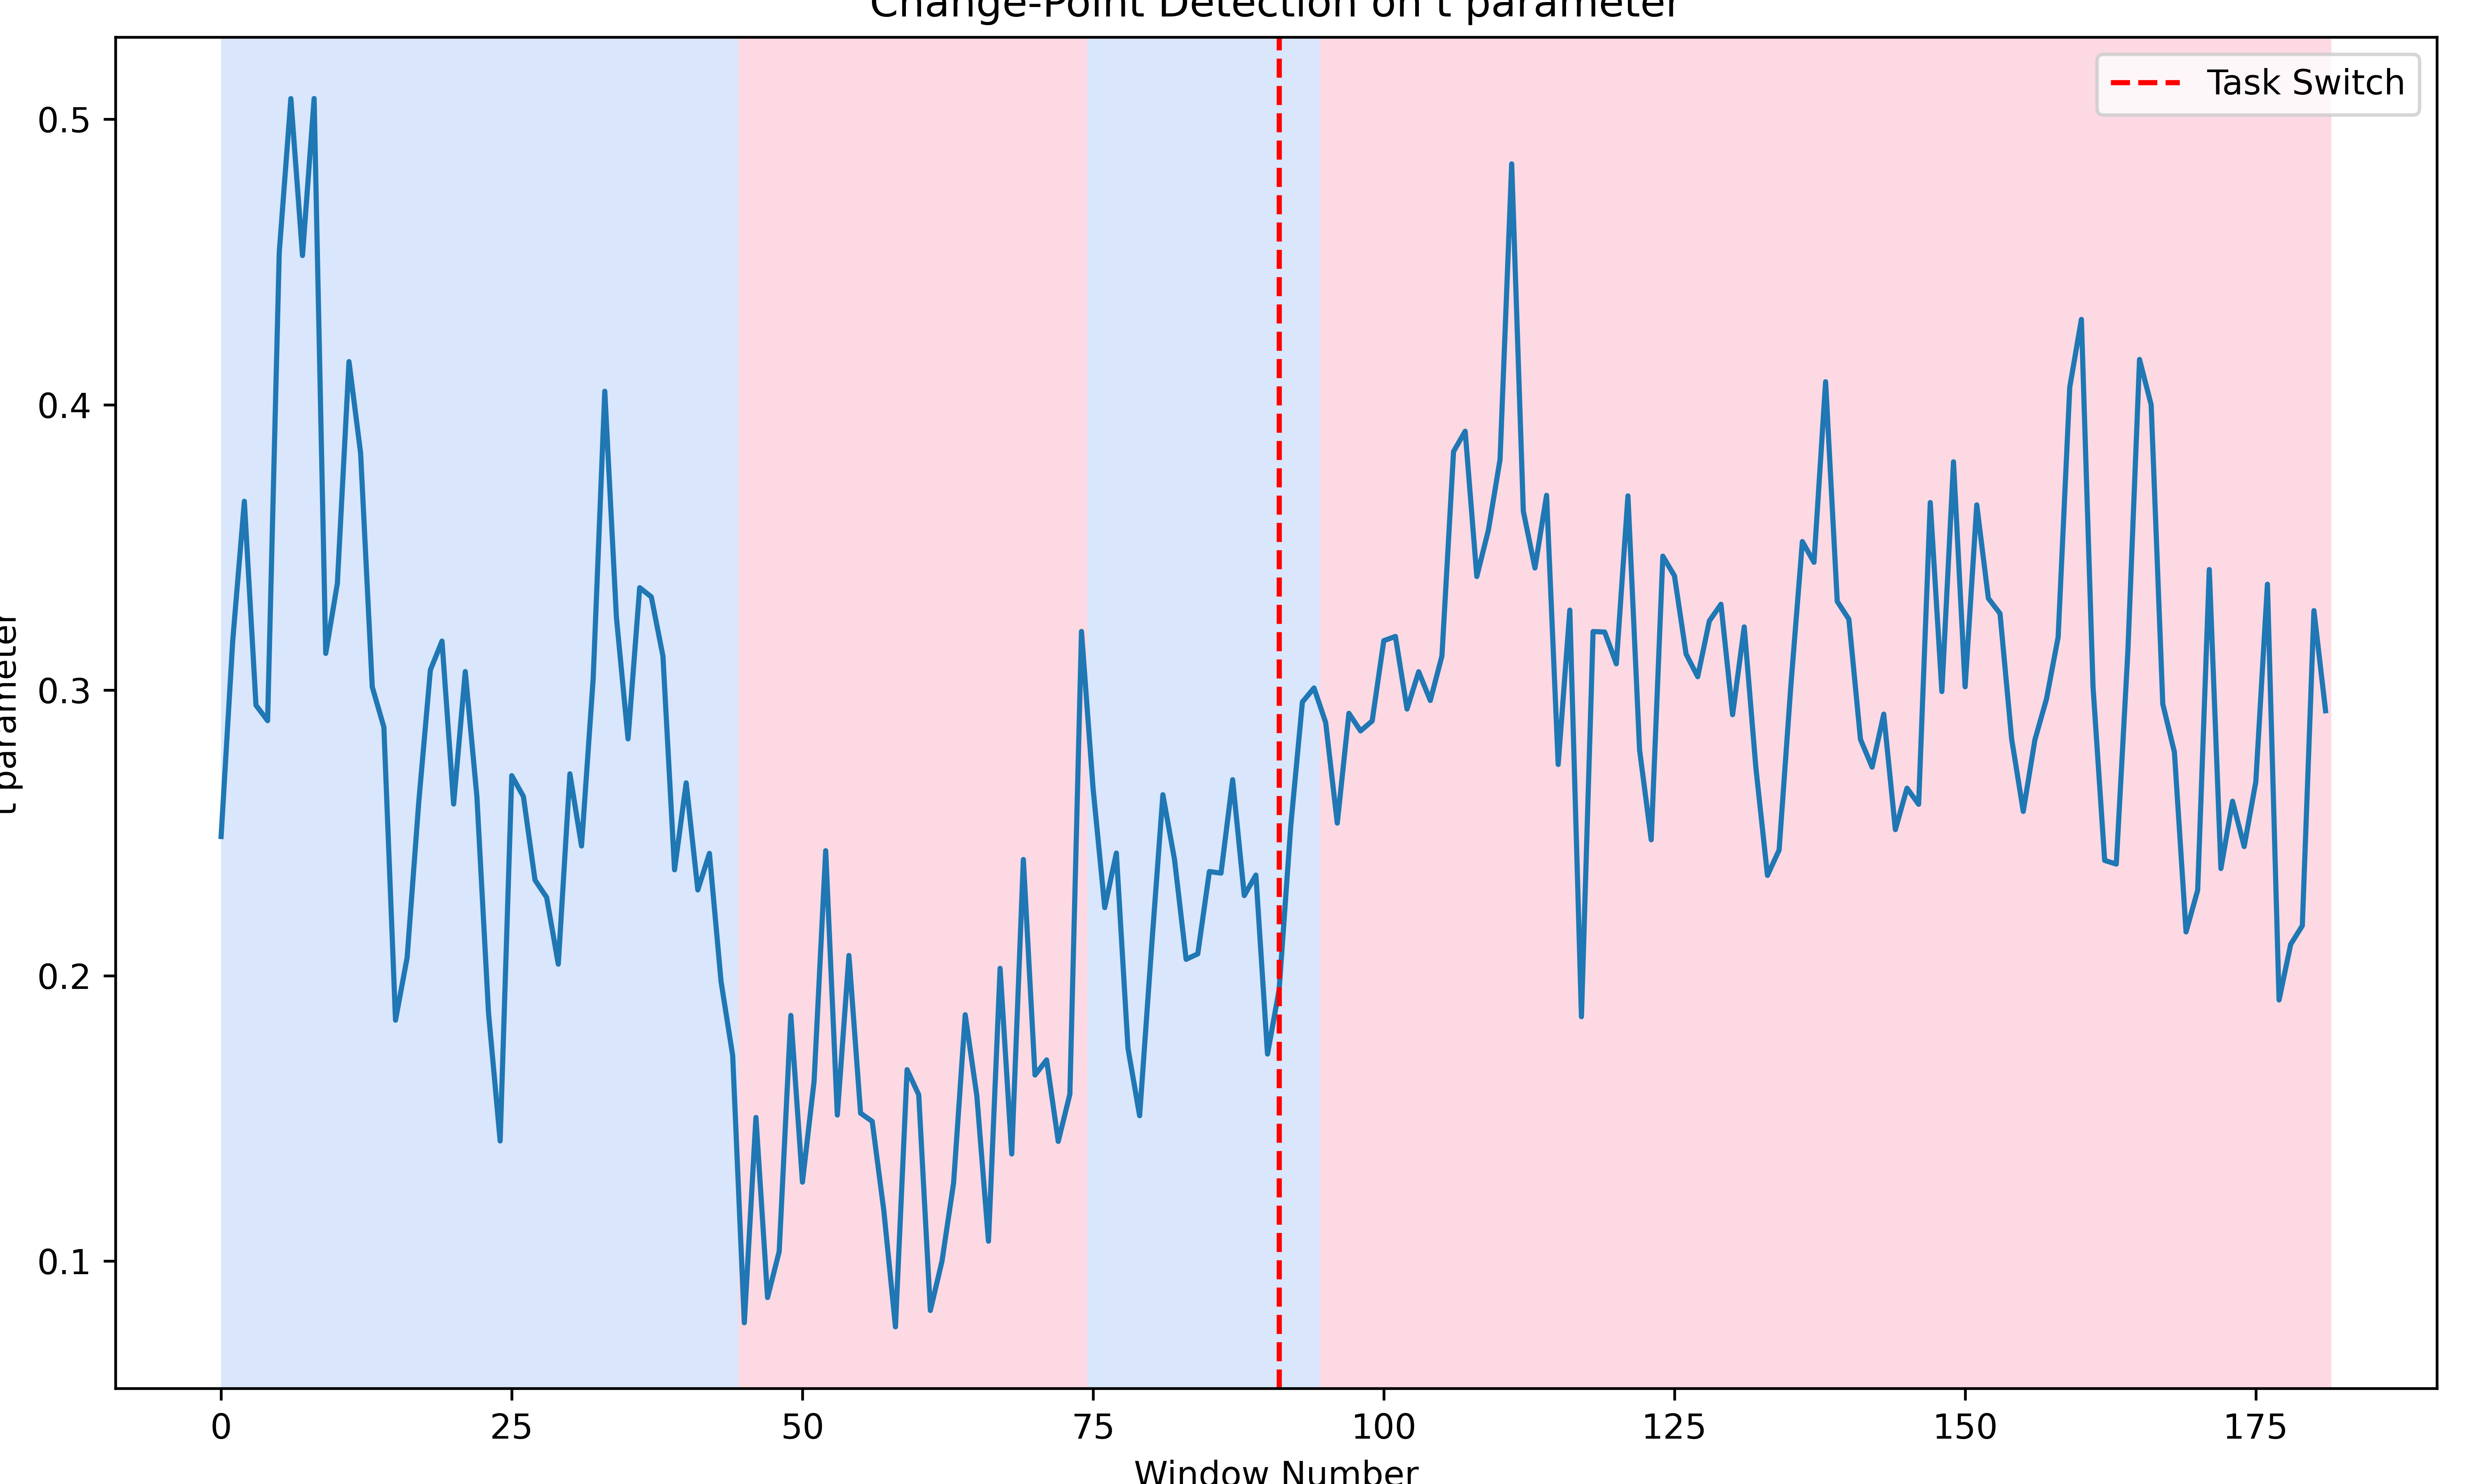 Change-Point Detection on t parameter
Task Switch
0.5
0.4
0.3
0.2
0.1
t parameter
0 25 50 75 100 125 150 175
Window Number